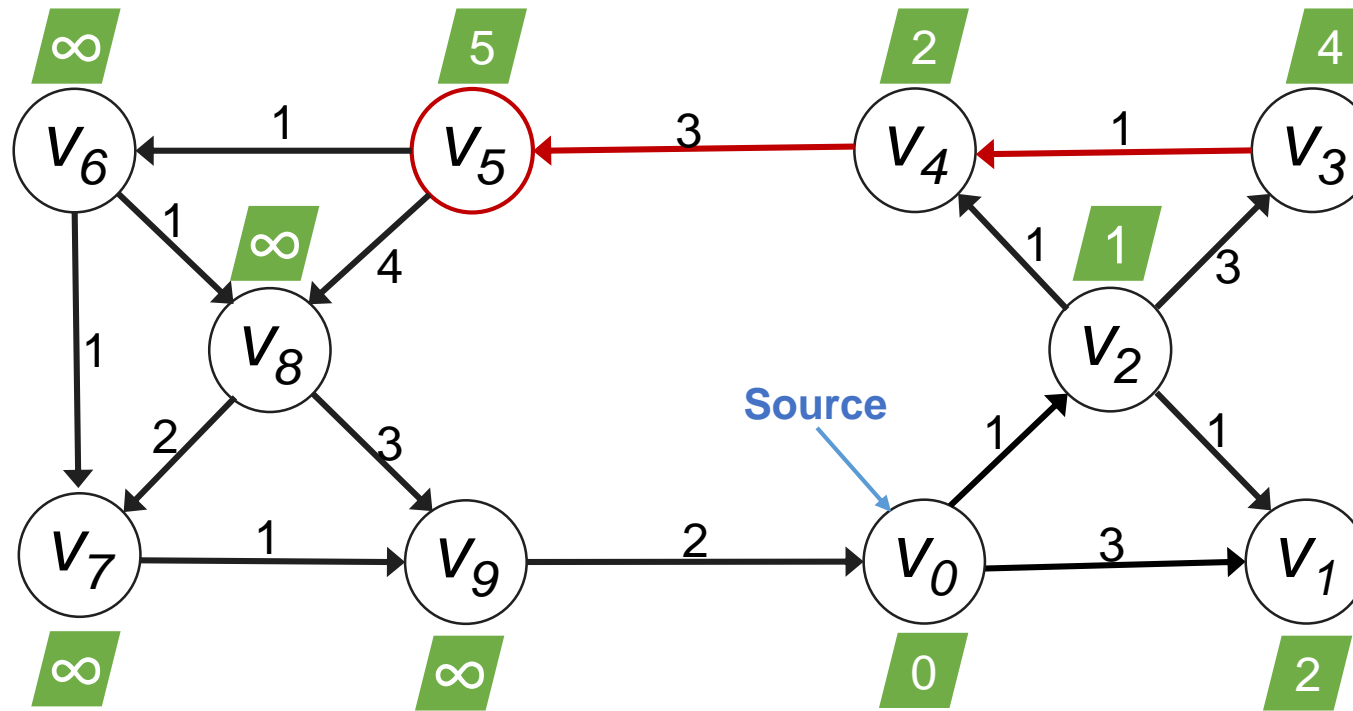 ∞ 5 2 4
1 3 1
v6 v5 v4 v3
1 ∞ 4 1 1 3
1 v8 v2
Source
2 3 1 1
v7 1 v9 2 v0 3 v1
∞ ∞ 0 2